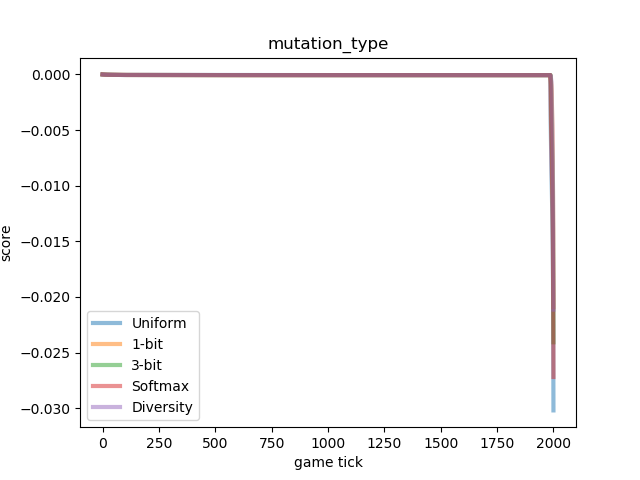 mutation_type
0.000
−0.005
−0.010
−0.015
−0.020
−0.025
−0.030
score
Uniform
1-bit
3-bit
Softmax
Diversity
0 250 500 750 1000 1250 1500 1750 2000
game tick